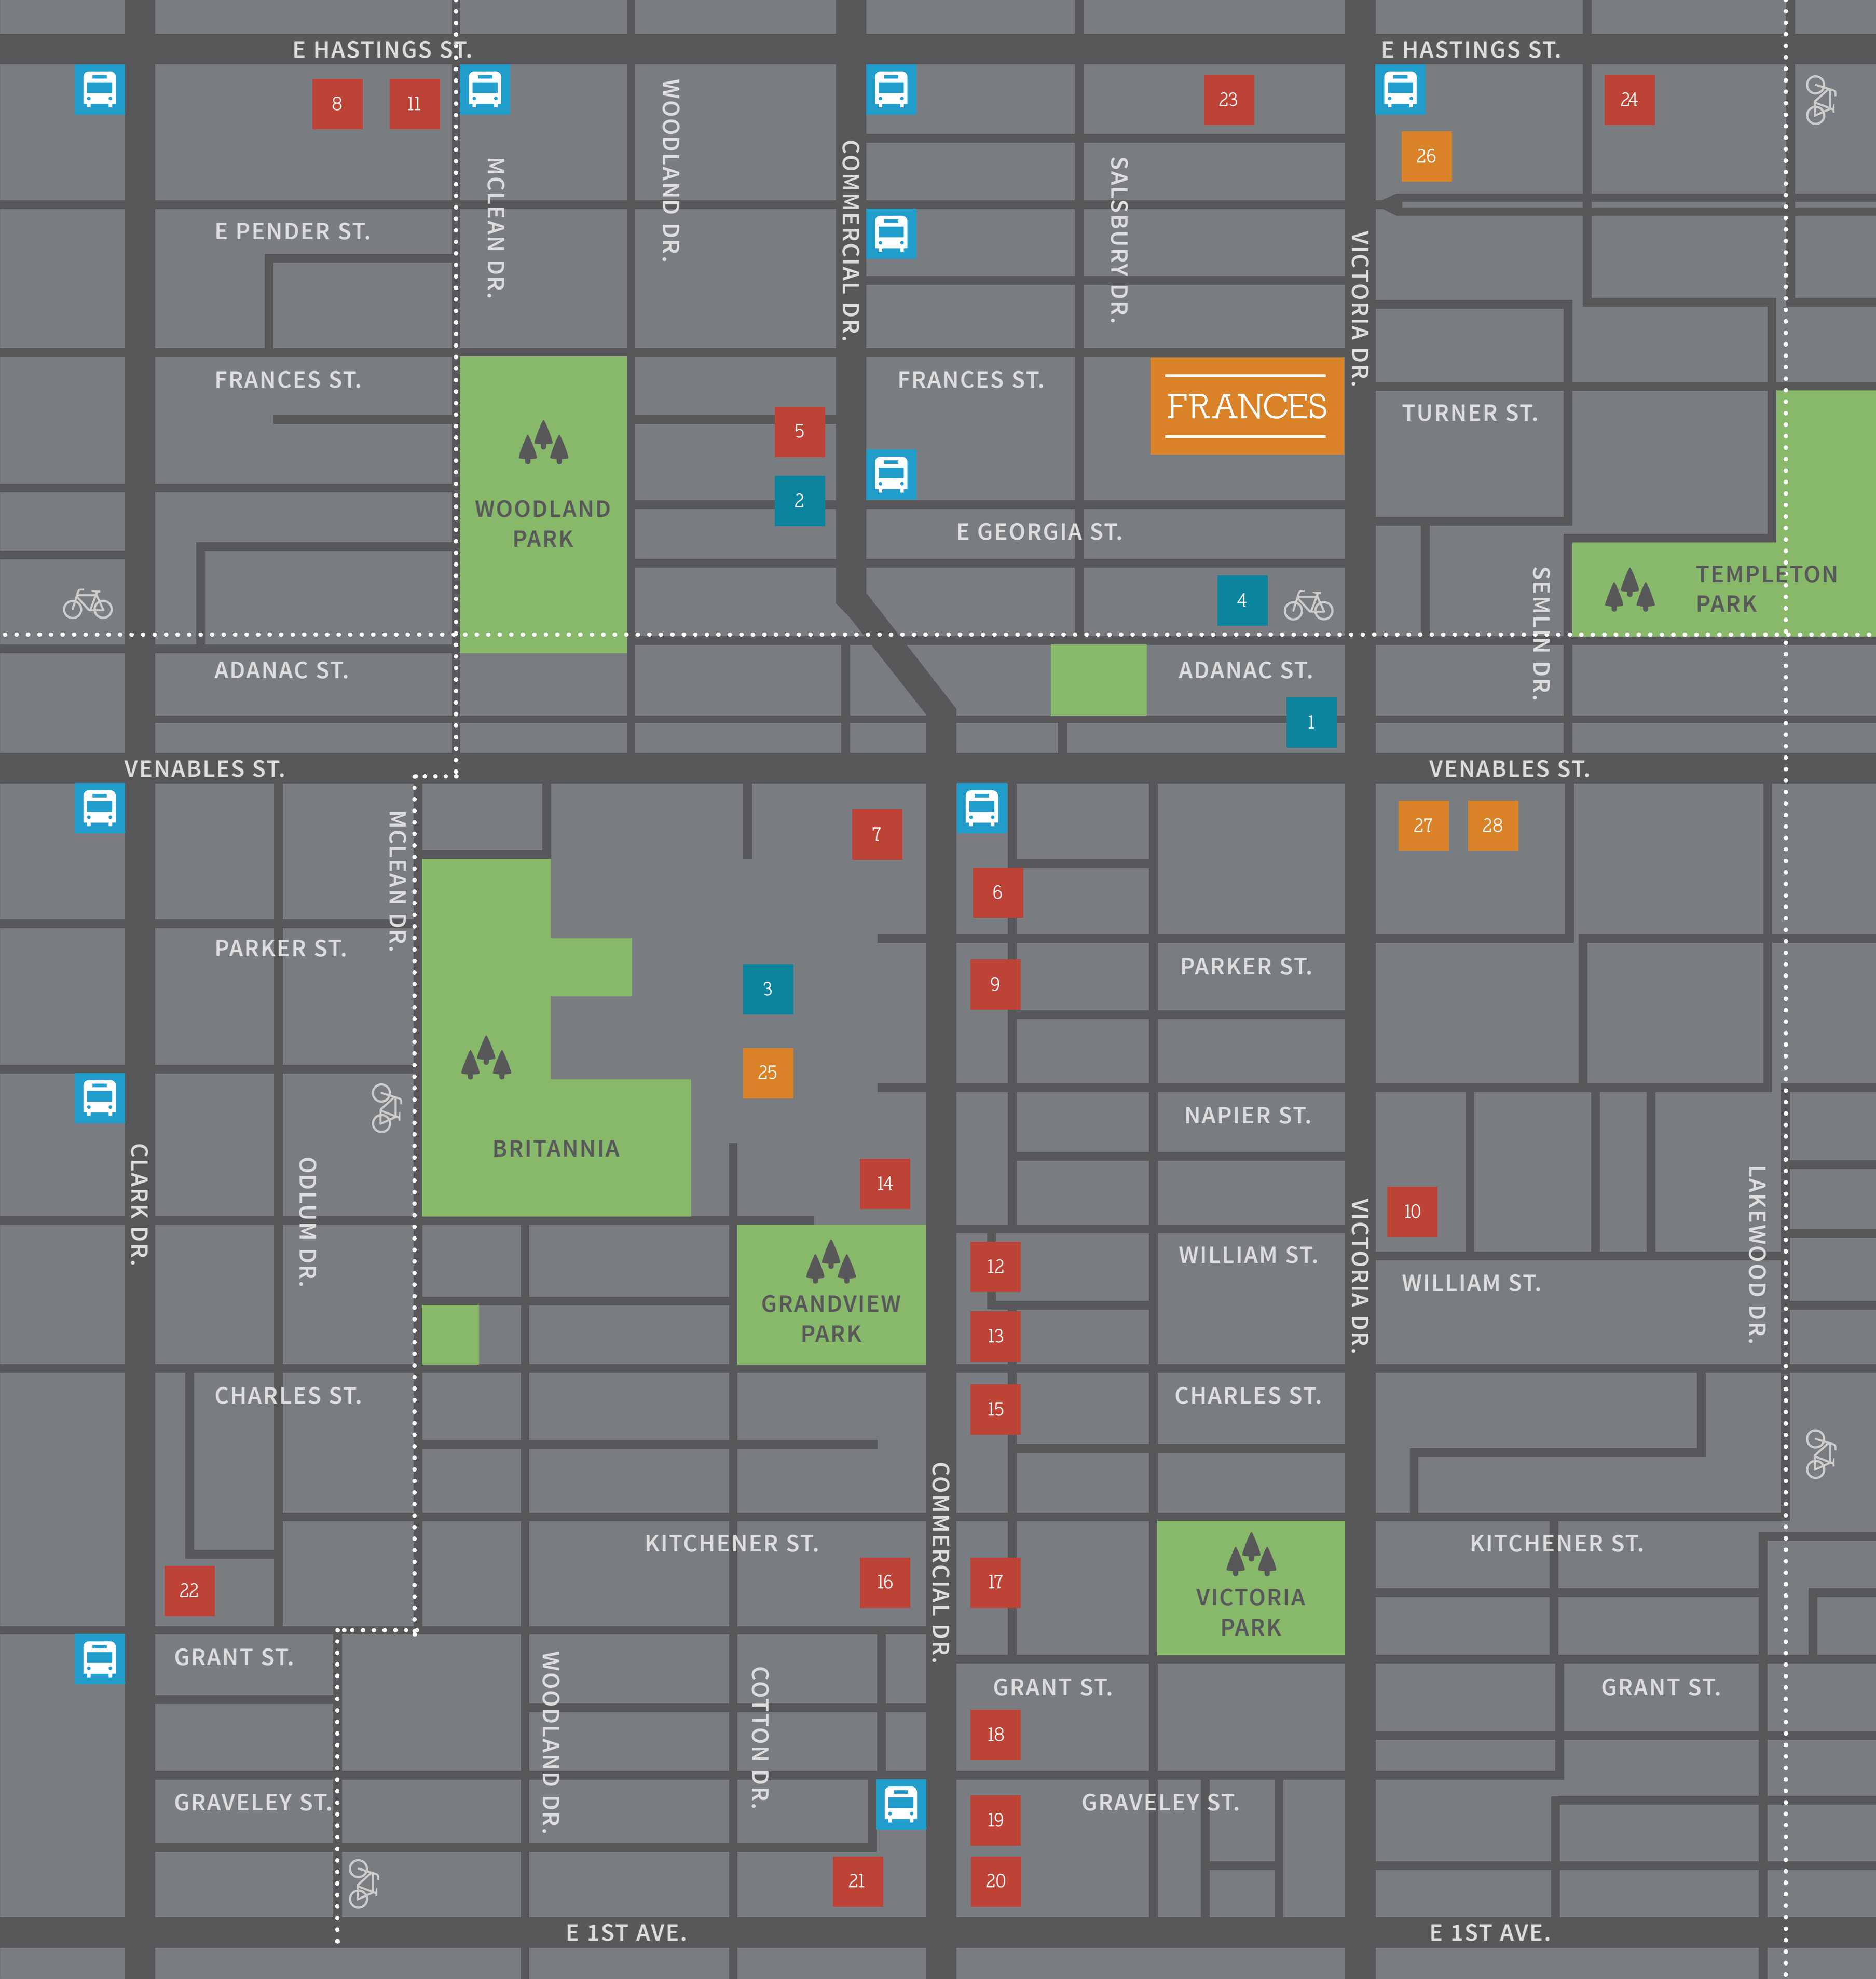 E HASTINGS ST.
E HASTINGS ST.
8
11
23
24
26
MCLEAN DR.
WOODLAND DR.
COMMERCIAL DR.
SALSBURY DR.
VICTORIA DR.
E PENDER ST.
FRANCES ST.
FRANCES ST.
FRANCES
TURNER ST.
5
2
WOODLAND
PARK
E GEORGIA ST.
4
SEMLIN DR.
TEMPLETON
PARK
ADANAC ST.
ADANAC ST.
1
VENABLES ST.
VENABLES ST.
MCLEAN DR.
7
27
28
6
PARKER ST.
PARKER ST.
3
9
25
NAPIER ST.
BRITANNIA
CLARK DR.
ODLUM DR.
14
10
VICTORIA DR.
LAKEWOOD DR.
WILLIAM ST.
12
WILLIAM ST.
GRANDVIEW
PARK
13
CHARLES ST.
15
CHARLES ST.
COMMERCIAL DR.
KITCHENER ST.
KITCHENER ST.
22
16
17
VICTORIA
PARK
GRANT ST.
WOODLAND DR.
COTTON DR.
GRANT ST.
GRANT ST.
18
GRAVELEY ST.
GRAVELEY ST.
19
21
20
E 1ST AVE.
E 1ST AVE.